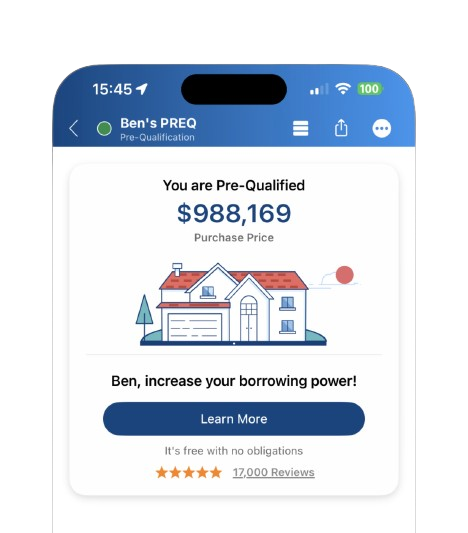 15:45
100
Ben's PREQ
Pre-Qualification
You are Pre-Qualified
$988,169
Purchase Price
Ben, increase your borrowing power!
Learn More
It's free with no obligations
17,000 Reviews